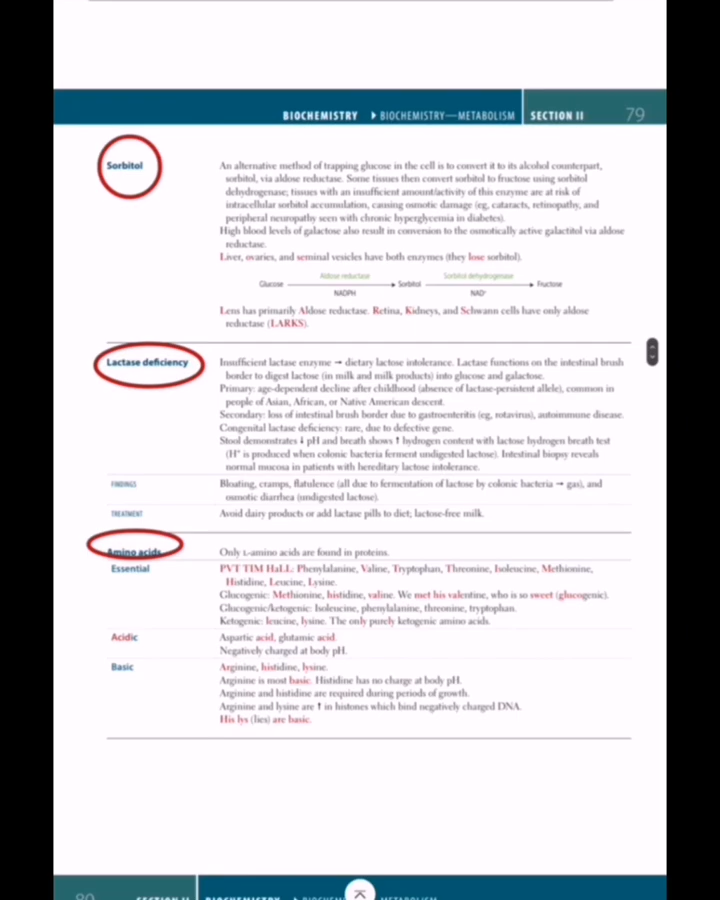 BIOCHEMISTRY ▶ BIOCHEMISTRY—METABOLISM SECTION II 79
Sorbitol
An alternative method of trapping glucose in the cell is to convert it to its alcohol counterpart,
sorbitol, via aldose reductase. Some tissues then convert sorbitol to fructose using sorbitol
dehydrogenase; tissues with an insufficient amount/activity of this enzyme are at risk of
intracellular sorbitol accumulation, causing osmotic damage (eg, cataracts, retinopathy, and
peripheral neuropathy seen with chronic hyperglycemia in diabetes).
High blood levels of galactose also result in conversion to the osmotically active galactitol via aldose
reductase.
Liver, ovaries, and seminal vesicles have both enzymes (they lose sorbitol).
Aldose reductase Sorbitol dehydrogenase
Glucose → Sorbitol → Fructose
NADPH NAD⁺
Lens has primarily Aldose reductase. Retina, Kidneys, and Schwann cells have only aldose
reductase (LARKS).
Lactase deficiency
Insufficient lactase enzyme → dietary lactose intolerance. Lactase functions on the intestinal brush
border to digest lactose (in milk and milk products) into glucose and galactose.
Primary: age-dependent decline after childhood (absence of lactase-persistent allele), common in
people of Asian, African, or Native American descent.
Secondary: loss of intestinal brush border due to gastroenteritis (eg, rotavirus), autoimmune disease.
Congenital lactase deficiency: rare, due to defective gene.
Stool demonstrates ↓ pH and breath shows ↑ hydrogen content with lactose hydrogen breath test
(H⁺ is produced when colonic bacteria ferment undigested lactose). Intestinal biopsy reveals
normal mucosa in patients with hereditary lactose intolerance.
FINDINGS
Bloating, cramps, flatulence (all due to fermentation of lactose by colonic bacteria → gas), and
osmotic diarrhea (undigested lactose).
TREATMENT
Avoid dairy products or add lactase pills to diet; lactose-free milk.
Amino acids
Only L-amino acids are found in proteins.
Essential
PVT TIM HaLL: Phenylalanine, Valine, Tryptophan, Threonine, Isoleucine, Methionine,
Histidine, Leucine, Lysine.
Glucogenic: Methionine, histidine, valine. We met his valentine, who is so sweet (glucogenic).
Glucogenic/ketogenic: Isoleucine, phenylalanine, threonine, tryptophan.
Ketogenic: leucine, lysine. The only purely ketogenic amino acids.
Acidic
Aspartic acid, glutamic acid.
Negatively charged at body pH.
Basic
Arginine, histidine, lysine.
Arginine is most basic. Histidine has no charge at body pH.
Arginine and histidine are required during periods of growth.
Arginine and lysine are ↑ in histones which bind negatively charged DNA.
His lys (lies) are basic.
80 SECTION II BIOCHEMISTRY METABOLISM